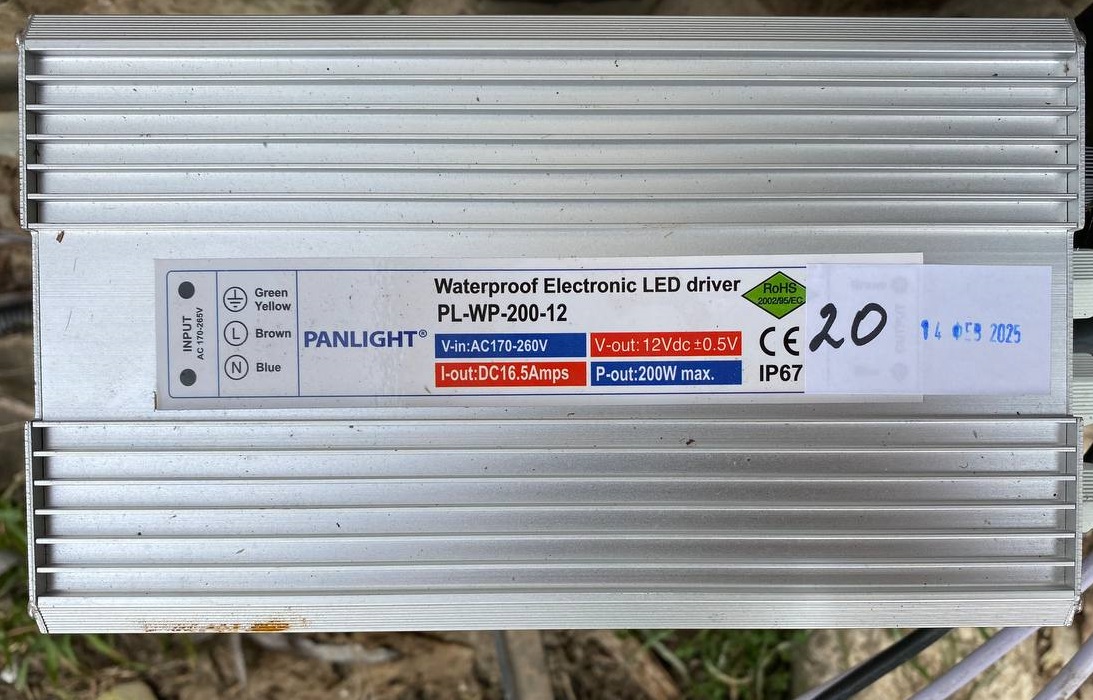 INPUT
AC 170-265V
Green
Yellow
L Brown
N Blue
PANLIGHT®
Waterproof Electronic LED driver
PL-WP-200-12
V-in:AC170-260V
V-out: 12Vdc ±0.5V
I-out:DC16.5Amps
P-out:200W max.
RoHS
2002/95/EC
CE
IP67
20
14 ФЕВ 2025